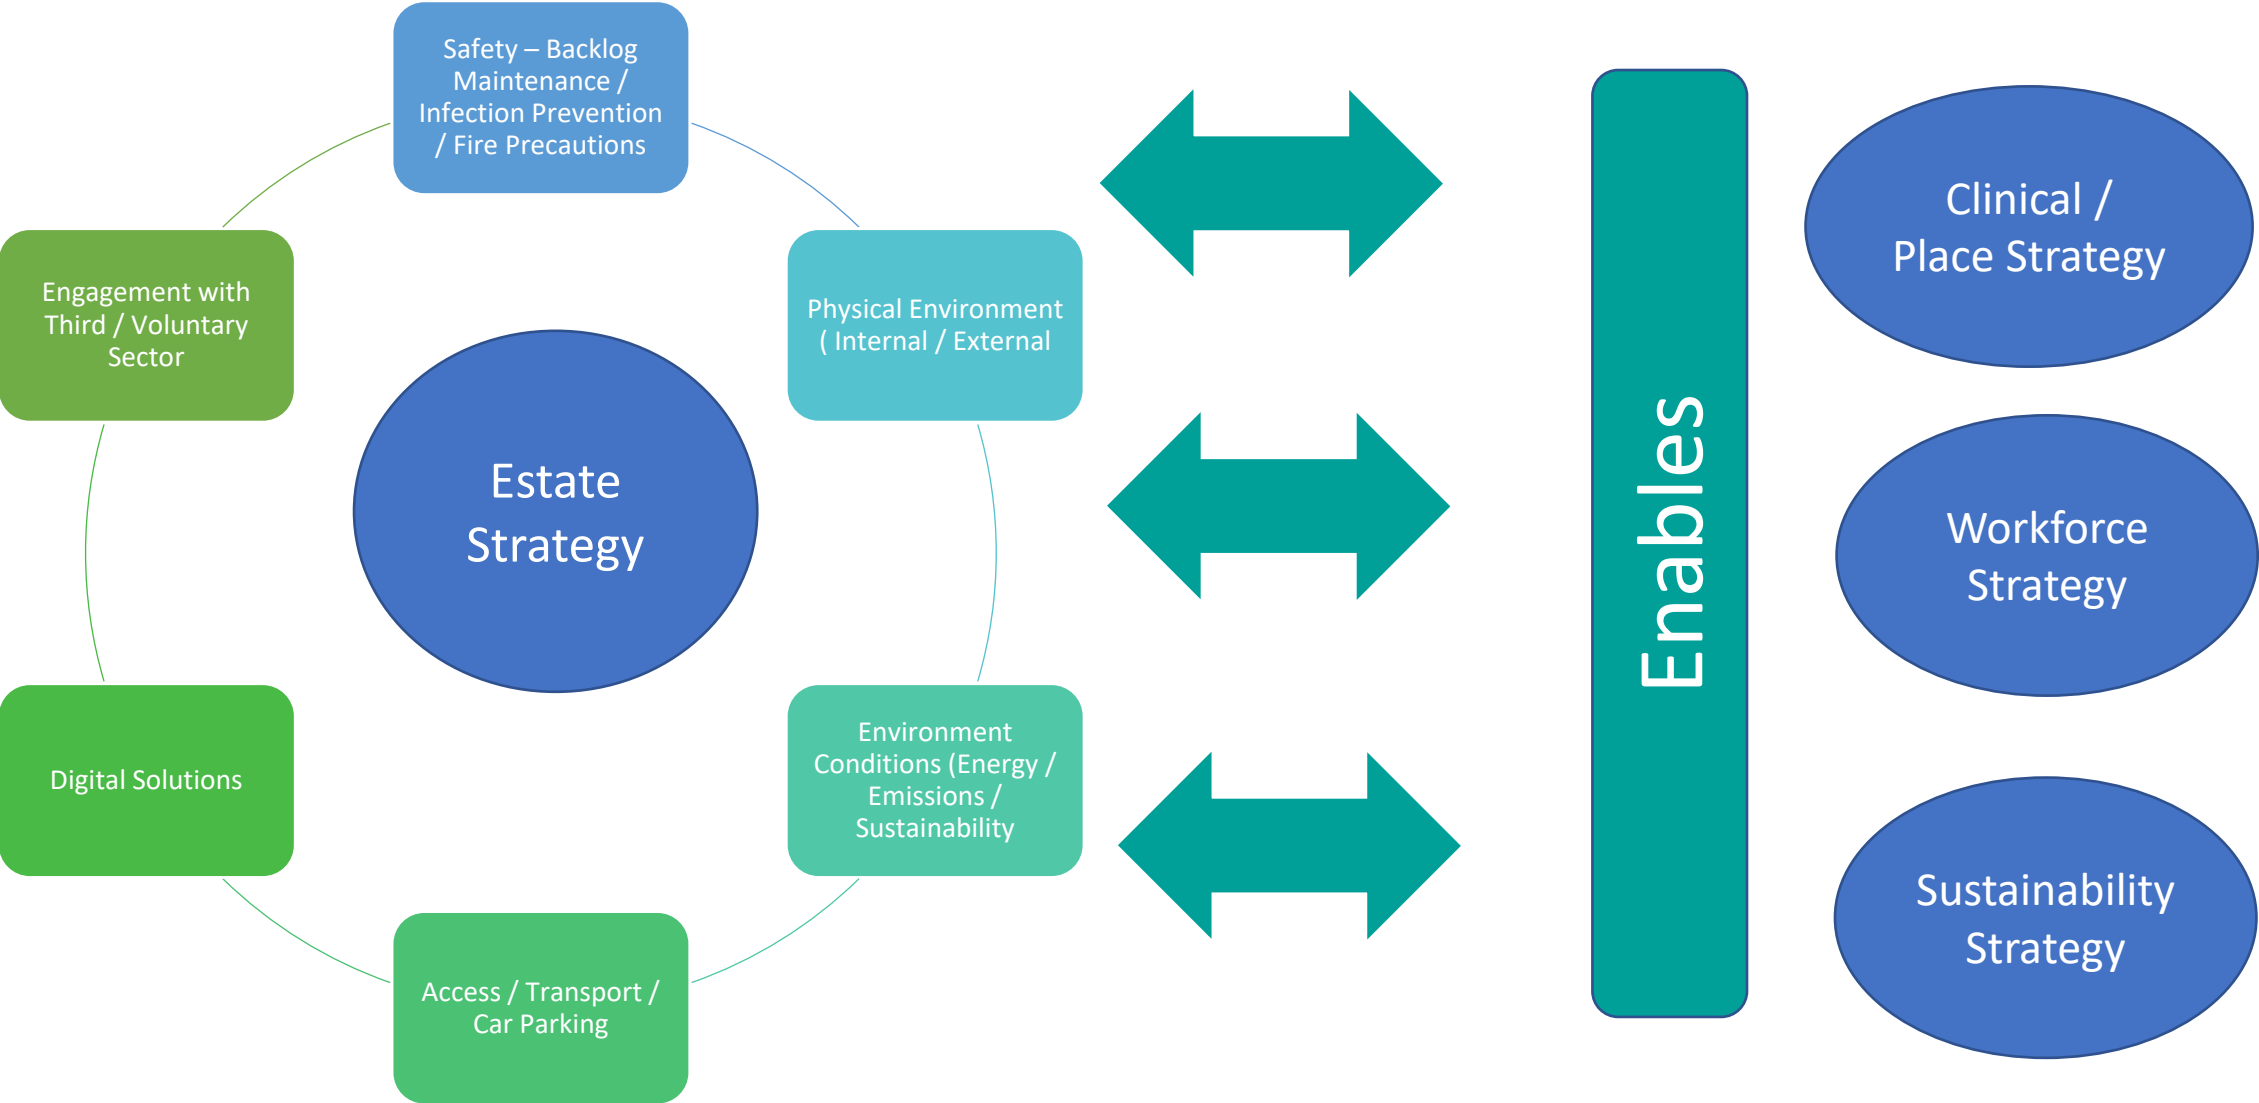 Safety – Backlog
Maintenance /
Infection Prevention
/ Fire Precautions
Physical Environment
( Internal / External
Environment
Conditions (Energy /
Emissions /
Sustainability
Access / Transport /
Car Parking
Digital Solutions
Engagement with
Third / Voluntary
Sector
Estate
Strategy
Enables
Clinical /
Place Strategy
Workforce
Strategy
Sustainability
Strategy